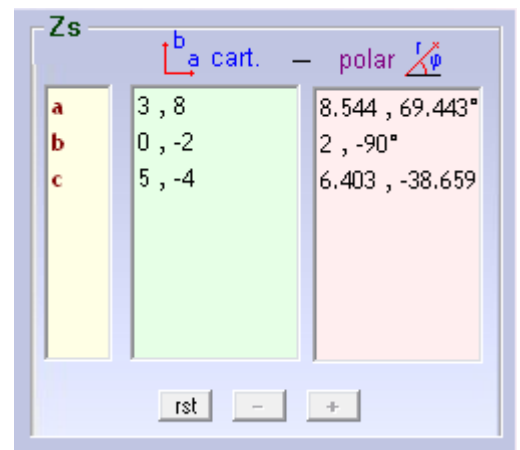 Zs
b
a cart. – polar r φ
a 3 , 8 8.544 , 69.443°
b 0 , -2 2 , -90°
c 5 , -4 6.403 , -38.659
rst - +